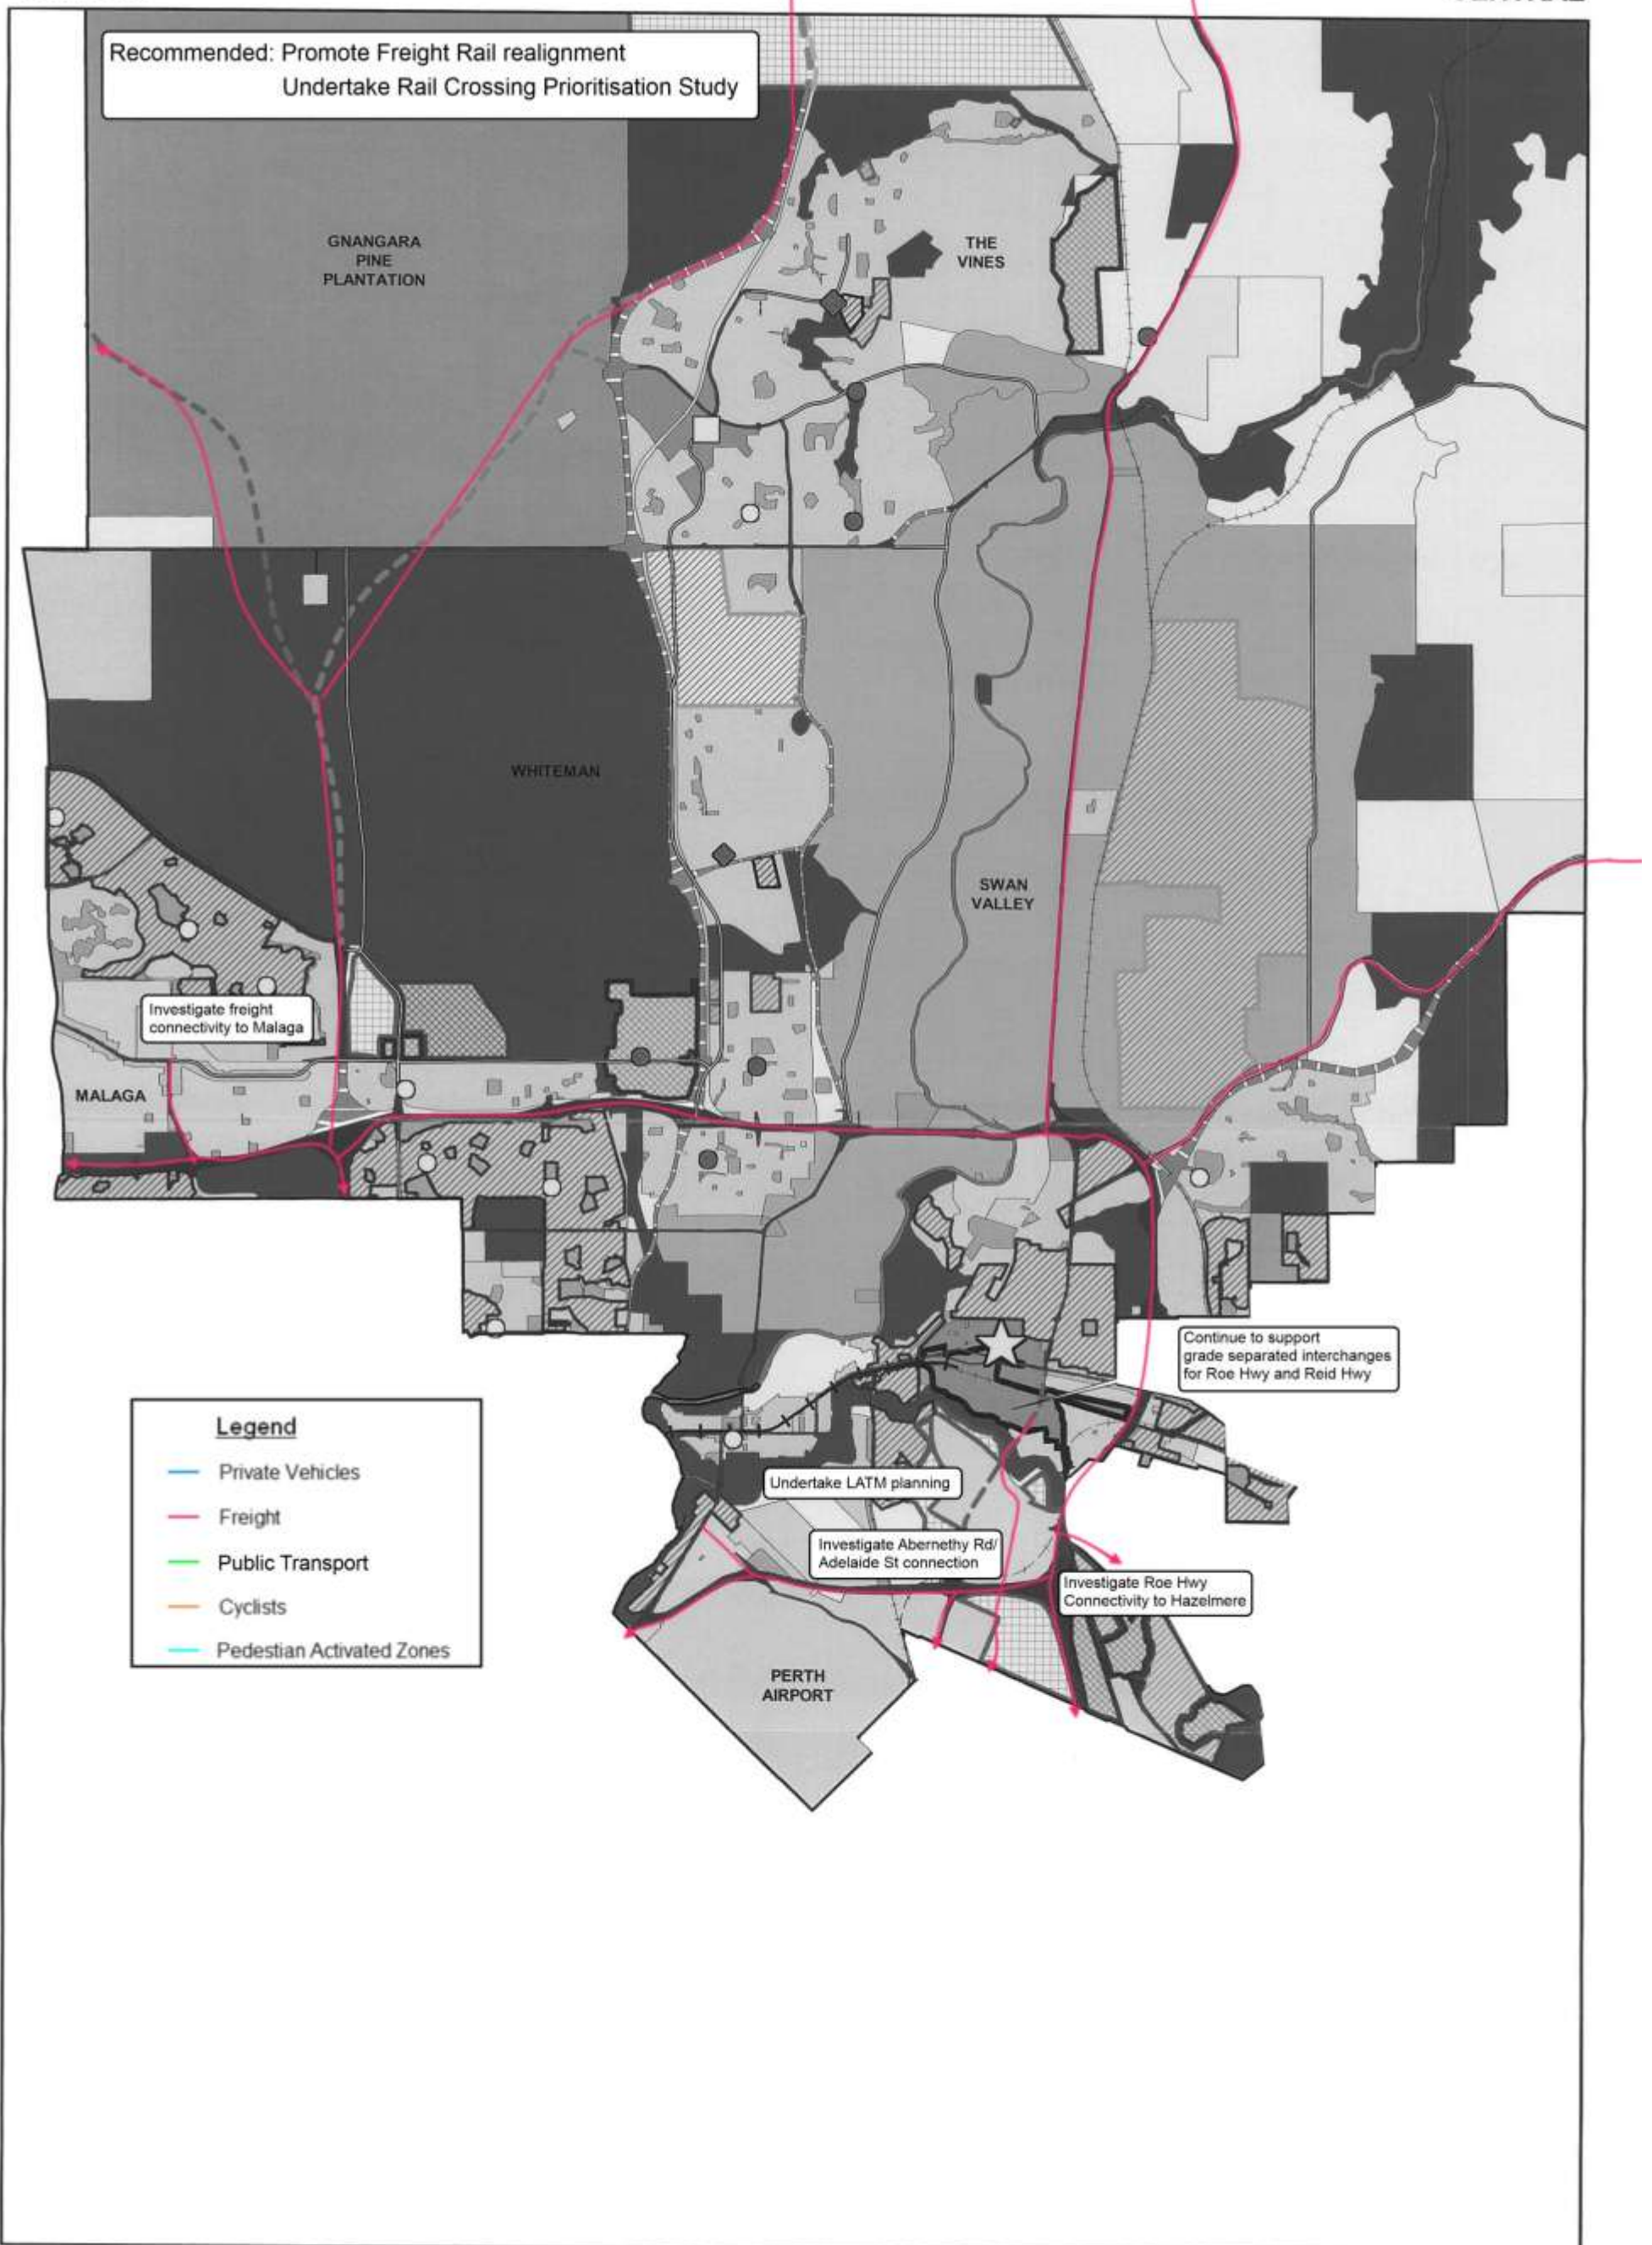 Recommended: Promote Freight Rail realignment
Undertake Rail Crossing Prioritisation Study
GNANGARA
PINE
PLANTATION
THE
VINES
WHITEMAN
SWAN
VALLEY
Investigate freight
connectivity to Malaga
MALAGA
Continue to support
grade separated interchanges
for Roe Hwy and Reid Hwy
Legend
Private Vehicles
Freight
Public Transport
Cyclists
Pedestian Activated Zones
Undertake LATM planning
Investigate Abernethy Rd/
Adelaide St connection
Investigate Roe Hwy
Connectivity to Hazelmere
PERTH
AIRPORT